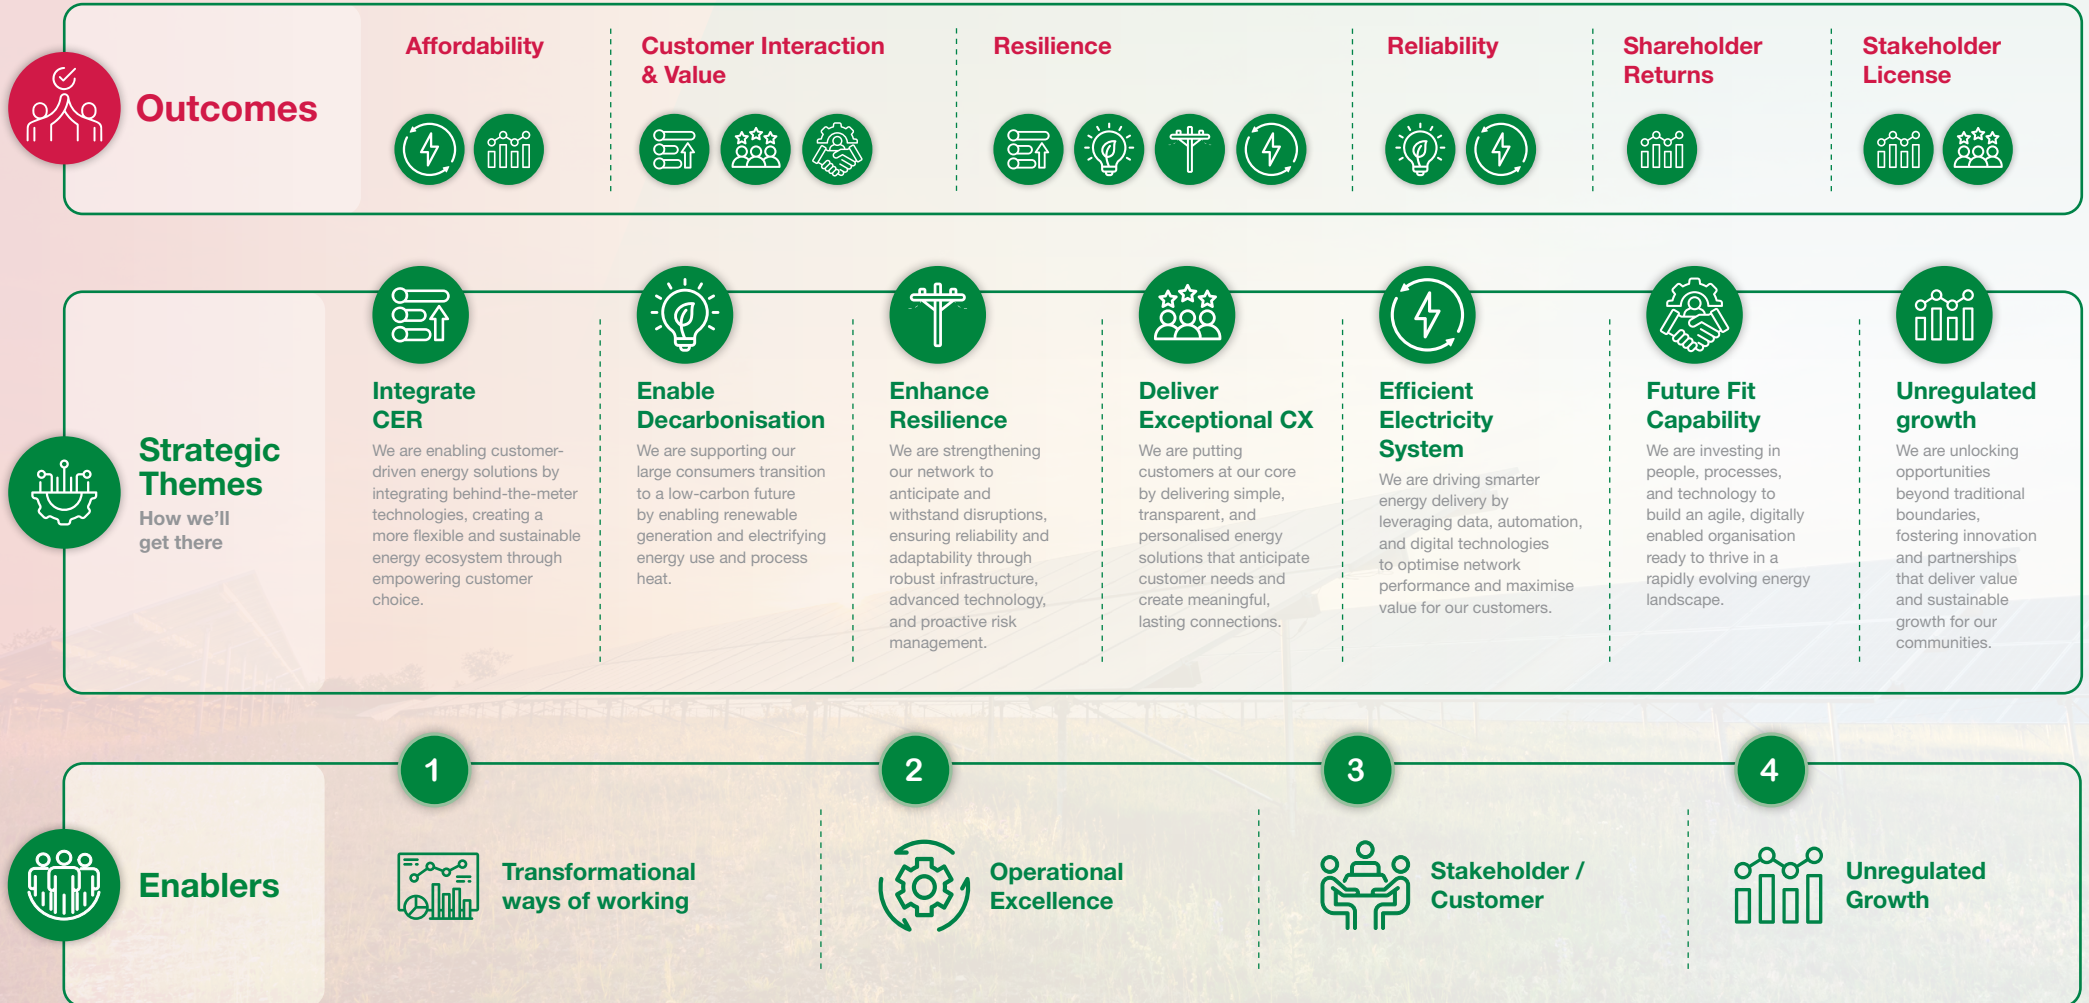 Outcomes
Affordability
Customer Interaction
& Value
Resilience
Reliability
Shareholder
Returns
Stakeholder
License
Strategic
Themes
How we'll
get there
Integrate
CER
We are enabling customer-
driven energy solutions by
integrating behind-the-meter
technologies, creating a
more flexible and sustainable
energy ecosystem through
empowering customer
choice.
Enable
Decarbonisation
We are supporting our
large consumers transition
to a low-carbon future
by enabling renewable
generation and electrifying
energy use and process
heat.
Enhance
Resilience
We are strengthening
our network to
anticipate and
withstand disruptions,
ensuring reliability and
adaptability through
robust infrastructure,
advanced technology,
and proactive risk
management.
Deliver
Exceptional CX
We are putting
customers at our core
by delivering simple,
transparent, and
personalised energy
solutions that anticipate
customer needs and
create meaningful,
lasting connections.
Efficient
Electricity
System
We are driving smarter
energy delivery by
leveraging data, automation,
and digital technologies
to optimise network
performance and maximise
value for our customers.
Future Fit
Capability
We are investing in
people, processes,
and technology to
build an agile, digitally
enabled organisation
ready to thrive in a
rapidly evolving energy
landscape.
Unregulated
growth
We are unlocking
opportunities
beyond traditional
boundaries,
fostering innovation
and partnerships
that deliver value
and sustainable
growth for our
communities.
Enablers
1
Transformational
ways of working
2
Operational
Excellence
3
Stakeholder /
Customer
4
Unregulated
Growth